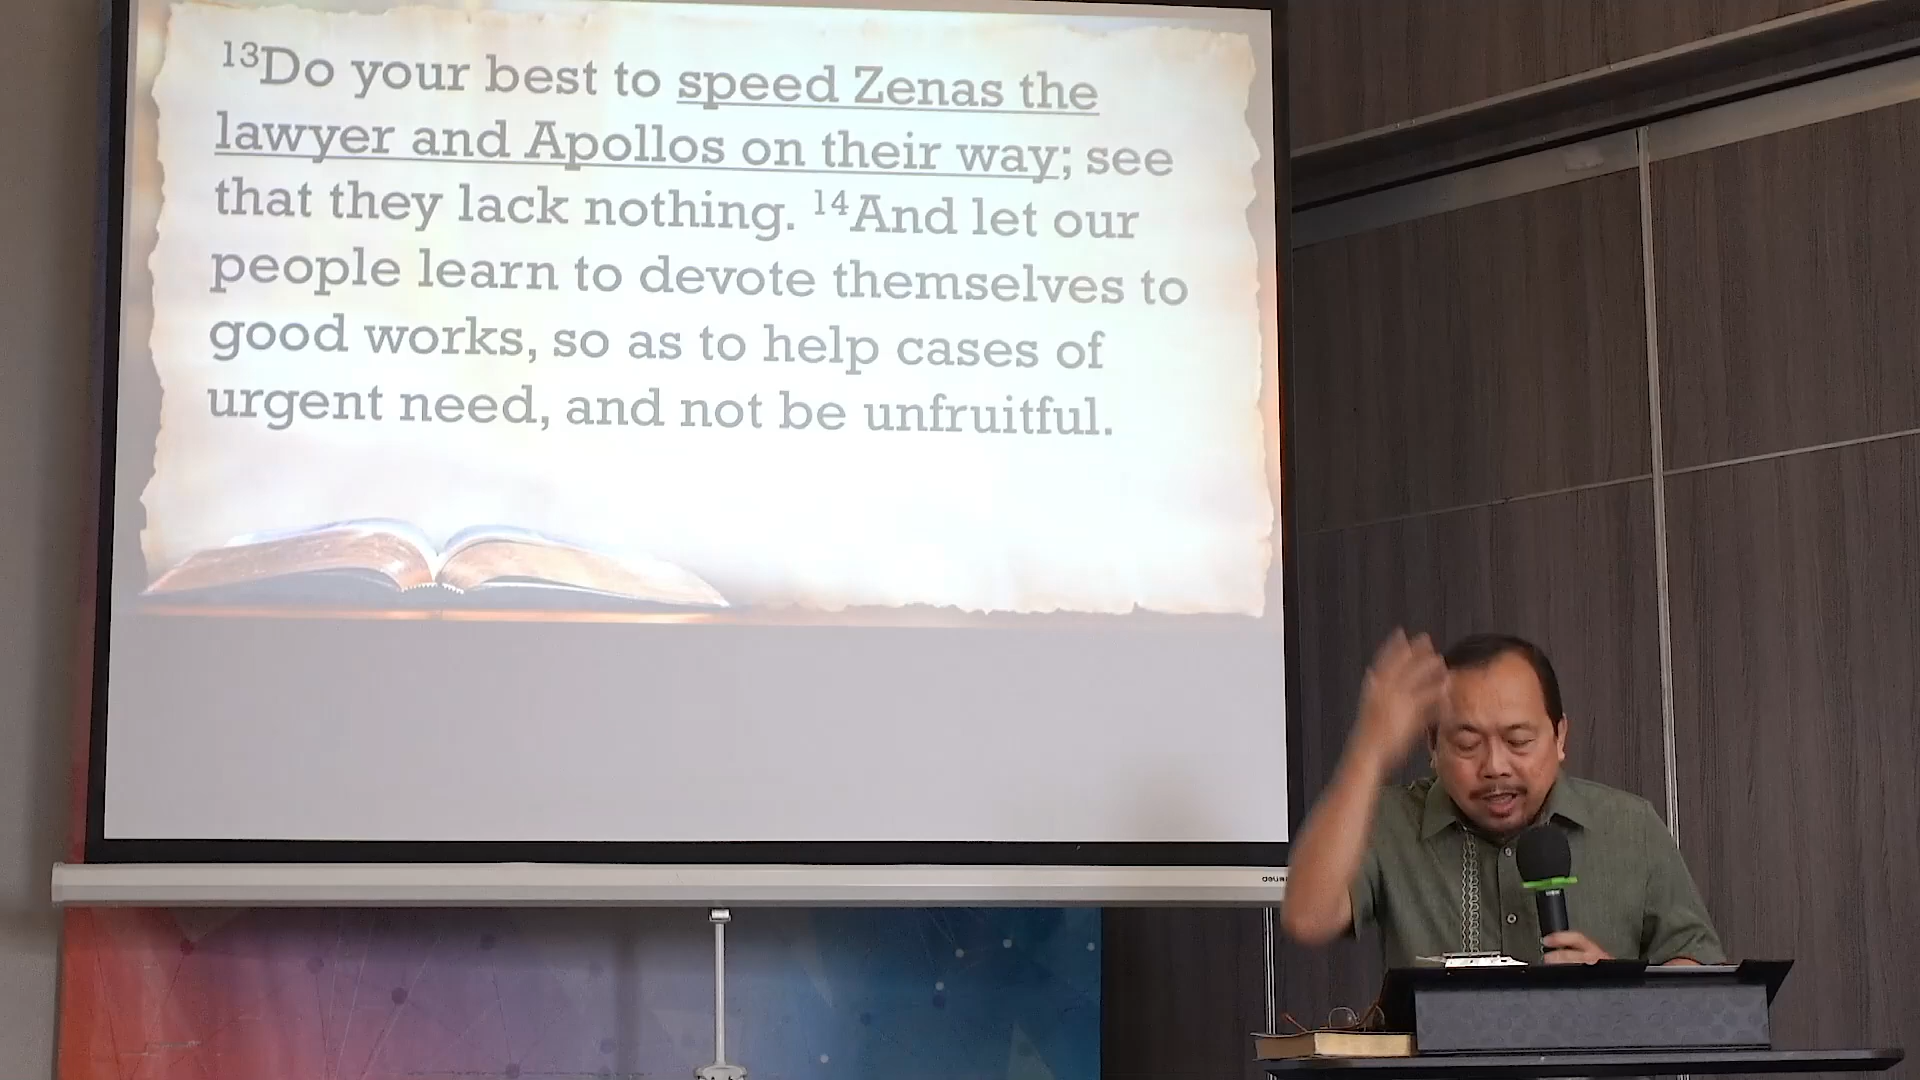 13Do your best to speed Zenas the
lawyer and Apollos on their way; see
that they lack nothing. 14And let our
people learn to devote themselves to
good works, so as to help cases of
urgent need, and not be unfruitful.